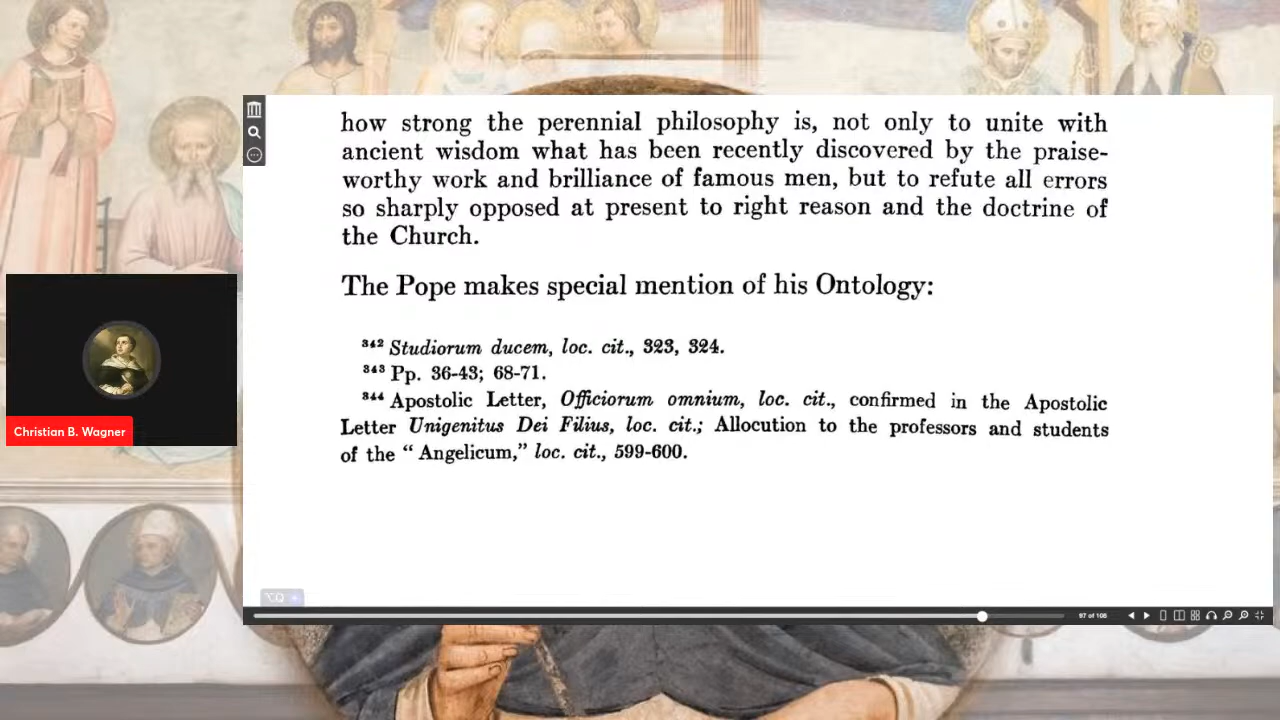 how strong the perennial philosophy is, not only to unite with
ancient wisdom what has been recently discovered by the praise-
worthy work and brilliance of famous men, but to refute all errors
so sharply opposed at present to right reason and the doctrine of
the Church.
The Pope makes special mention of his Ontology:
³⁴² Studiorum ducem, loc. cit., 323, 324.
³⁴³ Pp. 36-43; 68-71.
³⁴⁴ Apostolic Letter, Officiorum omnium, loc. cit., confirmed in the Apostolic
Letter Unigenitus Dei Filius, loc. cit.; Allocution to the professors and students
of the “ Angelicum,” loc. cit., 599-600.
Christian B. Wagner
97 of 108